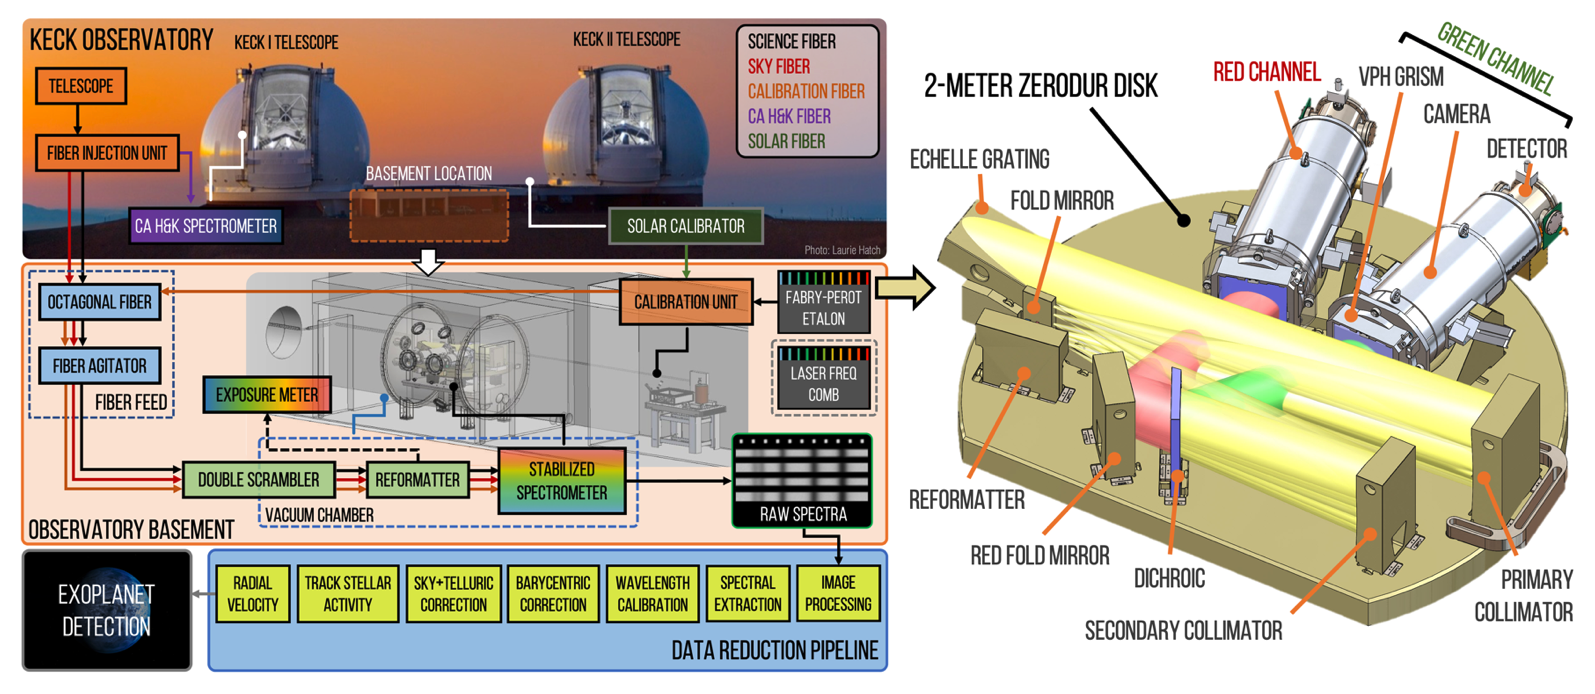 KECK OBSERVATORY
KECK I TELESCOPE
KECK II TELESCOPE
SCIENCE FIBER
SKY FIBER
CALIBRATION FIBER
CA H&K FIBER
SOLAR FIBER
TELESCOPE
FIBER INJECTION UNIT
BASEMENT LOCATION
CA H&K SPECTROMETER
SOLAR CALIBRATOR
Photo: Laurie Hatch
OCTAGONAL FIBER
FIBER AGITATOR
FIBER FEED
CALIBRATION UNIT
FABRY-PEROT
ETALON
LASER FREQ
COMB
EXPOSURE METER
DOUBLE SCRAMBLER
REFORMATTER
STABILIZED
SPECTROMETER
VACUUM CHAMBER
RAW SPECTRA
OBSERVATORY BASEMENT
EXOPLANET
DETECTION
RADIAL
VELOCITY
TRACK STELLAR
ACTIVITY
SKY+TELLURIC
CORRECTION
BARYCENTRIC
CORRECTION
WAVELENGTH
CALIBRATION
SPECTRAL
EXTRACTION
IMAGE
PROCESSING
DATA REDUCTION PIPELINE
2-METER ZERODUR DISK
RED CHANNEL
GREEN CHANNEL
VPH GRISM
CAMERA
DETECTOR
ECHELLE GRATING
FOLD MIRROR
REFORMATTER
RED FOLD MIRROR
DICHROIC
SECONDARY COLLIMATOR
PRIMARY
COLLIMATOR